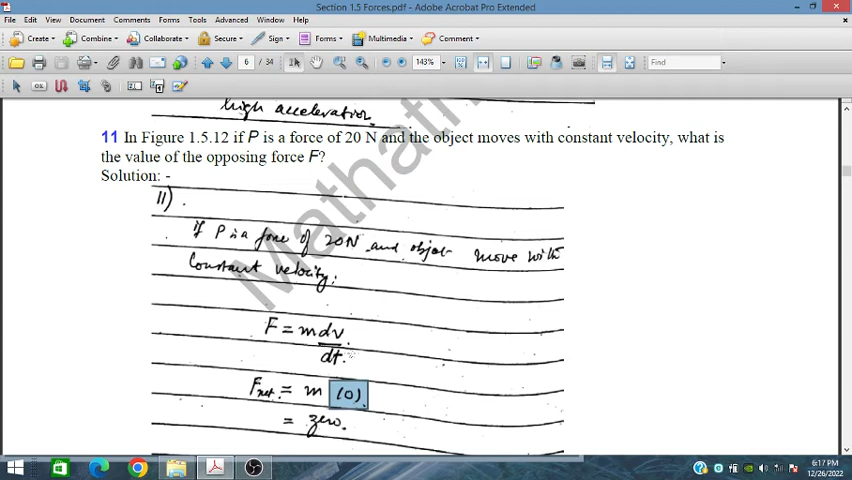 Section 1.5 Forces.pdf - Adobe Acrobat Pro Extended
File Edit View Document Comments Forms Tools Advanced Window Help
Create Combine Collaborate Secure Sign Forms Multimedia Comment
6 / 34 143% Find
high acceleration
11 In Figure 1.5.12 if P is a force of 20 N and the object moves with constant velocity, what is
the value of the opposing force F?
Solution: -
11).
If P is a force of 20N and object move with
Constant velocity.
F = m dv
dt.
Fnet = m (0)
= zero.
6:17 PM
12/26/2022